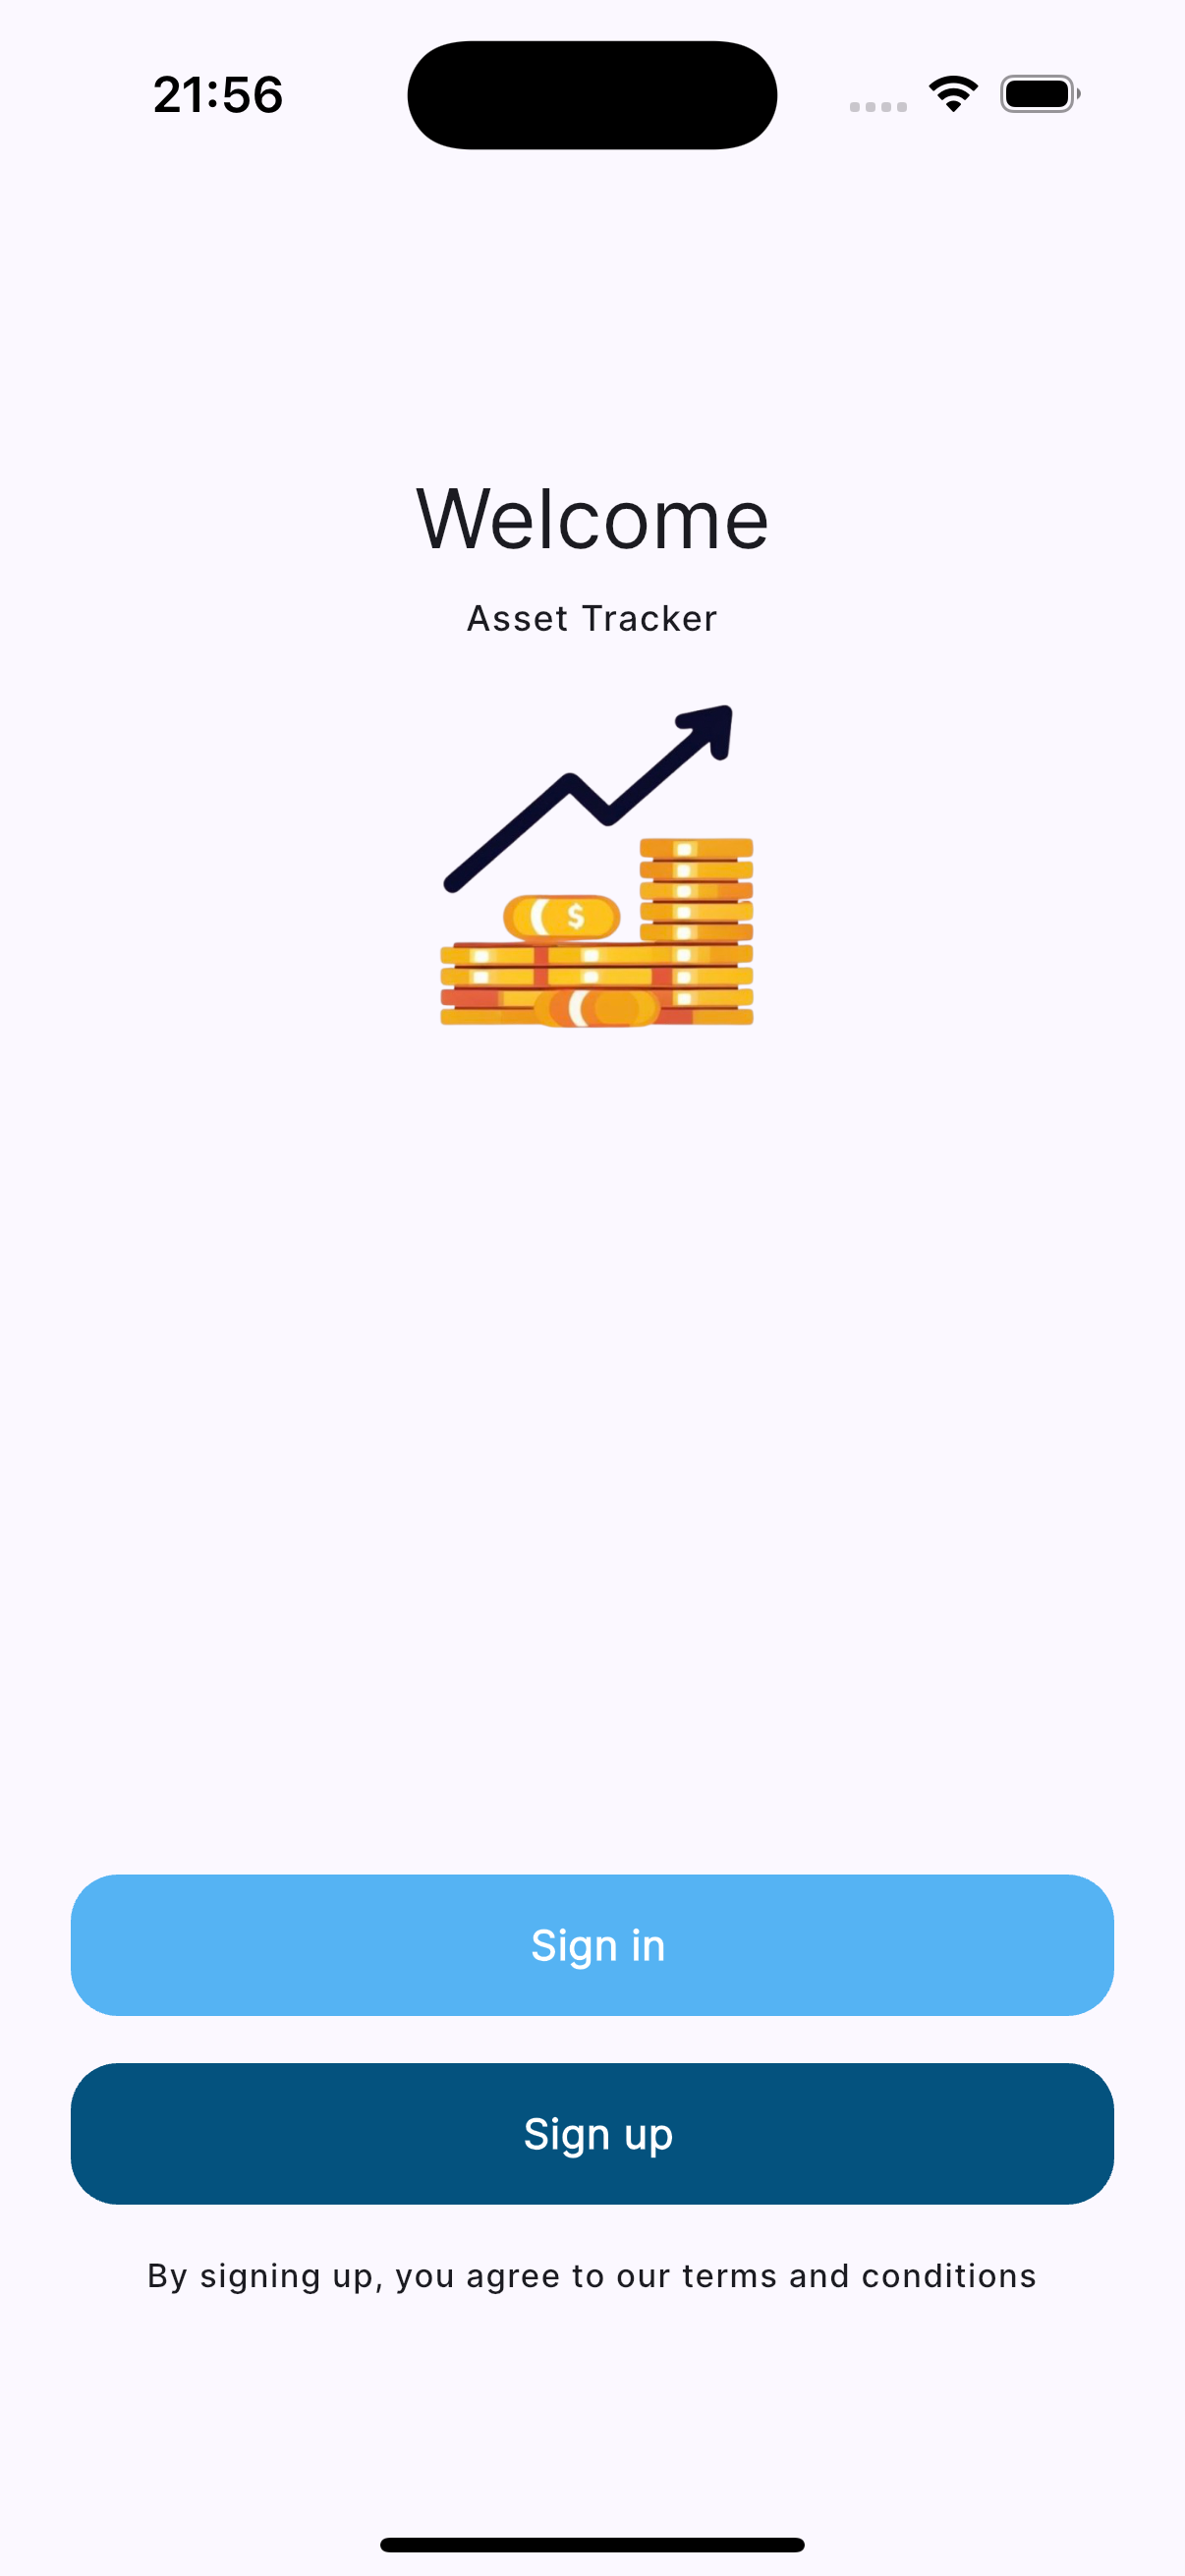 21:56
Welcome
Asset Tracker
$
Sign in
Sign up
By signing up, you agree to our terms and conditions